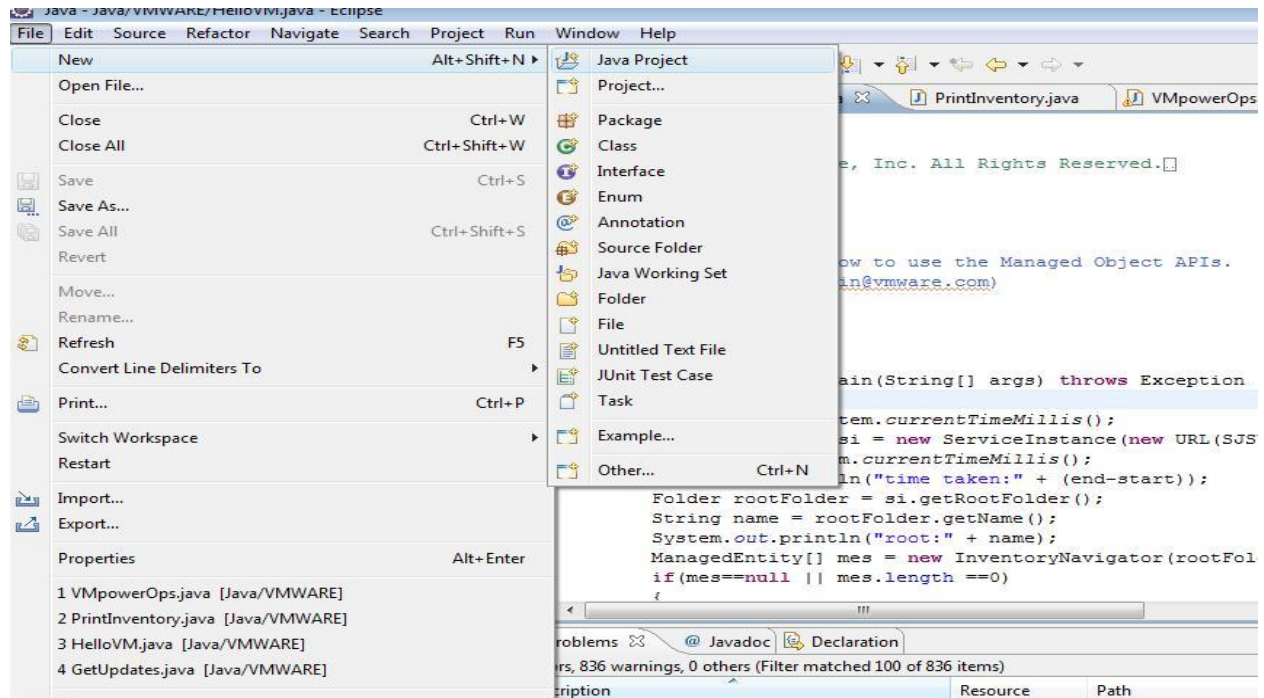 Java - Java/VMWARE/HelloVM.java - Eclipse
File Edit Source Refactor Navigate Search Project Run Window Help
New Alt+Shift+N
Open File...
Close Ctrl+W
Close All Ctrl+Shift+W
Save Ctrl+S
Save As...
Save All Ctrl+Shift+S
Revert
Move...
Rename...
Refresh F5
Convert Line Delimiters To
Print... Ctrl+P
Switch Workspace
Restart
Import...
Export...
Properties Alt+Enter
1 VMpowerOps.java [Java/VMWARE]
2 PrintInventory.java [Java/VMWARE]
3 HelloVM.java [Java/VMWARE]
4 GetUpdates.java [Java/VMWARE]
Java Project
Project...
Package
Class
Interface
Enum
Annotation
Source Folder
Java Working Set
Folder
File
Untitled Text File
JUnit Test Case
Task
Example...
Other... Ctrl+N
PrintInventory.java VMpowerOps
e, Inc. All Rights Reserved.
ow to use the Managed Object APIs.
in@vmware.com)
ain(String[] args) throws Exception
tem.currentTimeMillis();
si = new ServiceInstance(new URL(SJS
m.currentTimeMillis();
ln("time taken:" + (end-start));
Folder rootFolder = si.getRootFolder();
String name = rootFolder.getName();
System.out.println("root:" + name);
ManagedEntity[] mes = new InventoryNavigator(rootFol
if(mes==null || mes.length ==0)
{
roblems @ Javadoc Declaration
rs, 836 warnings, 0 others (Filter matched 100 of 836 items)
cription Resource Path